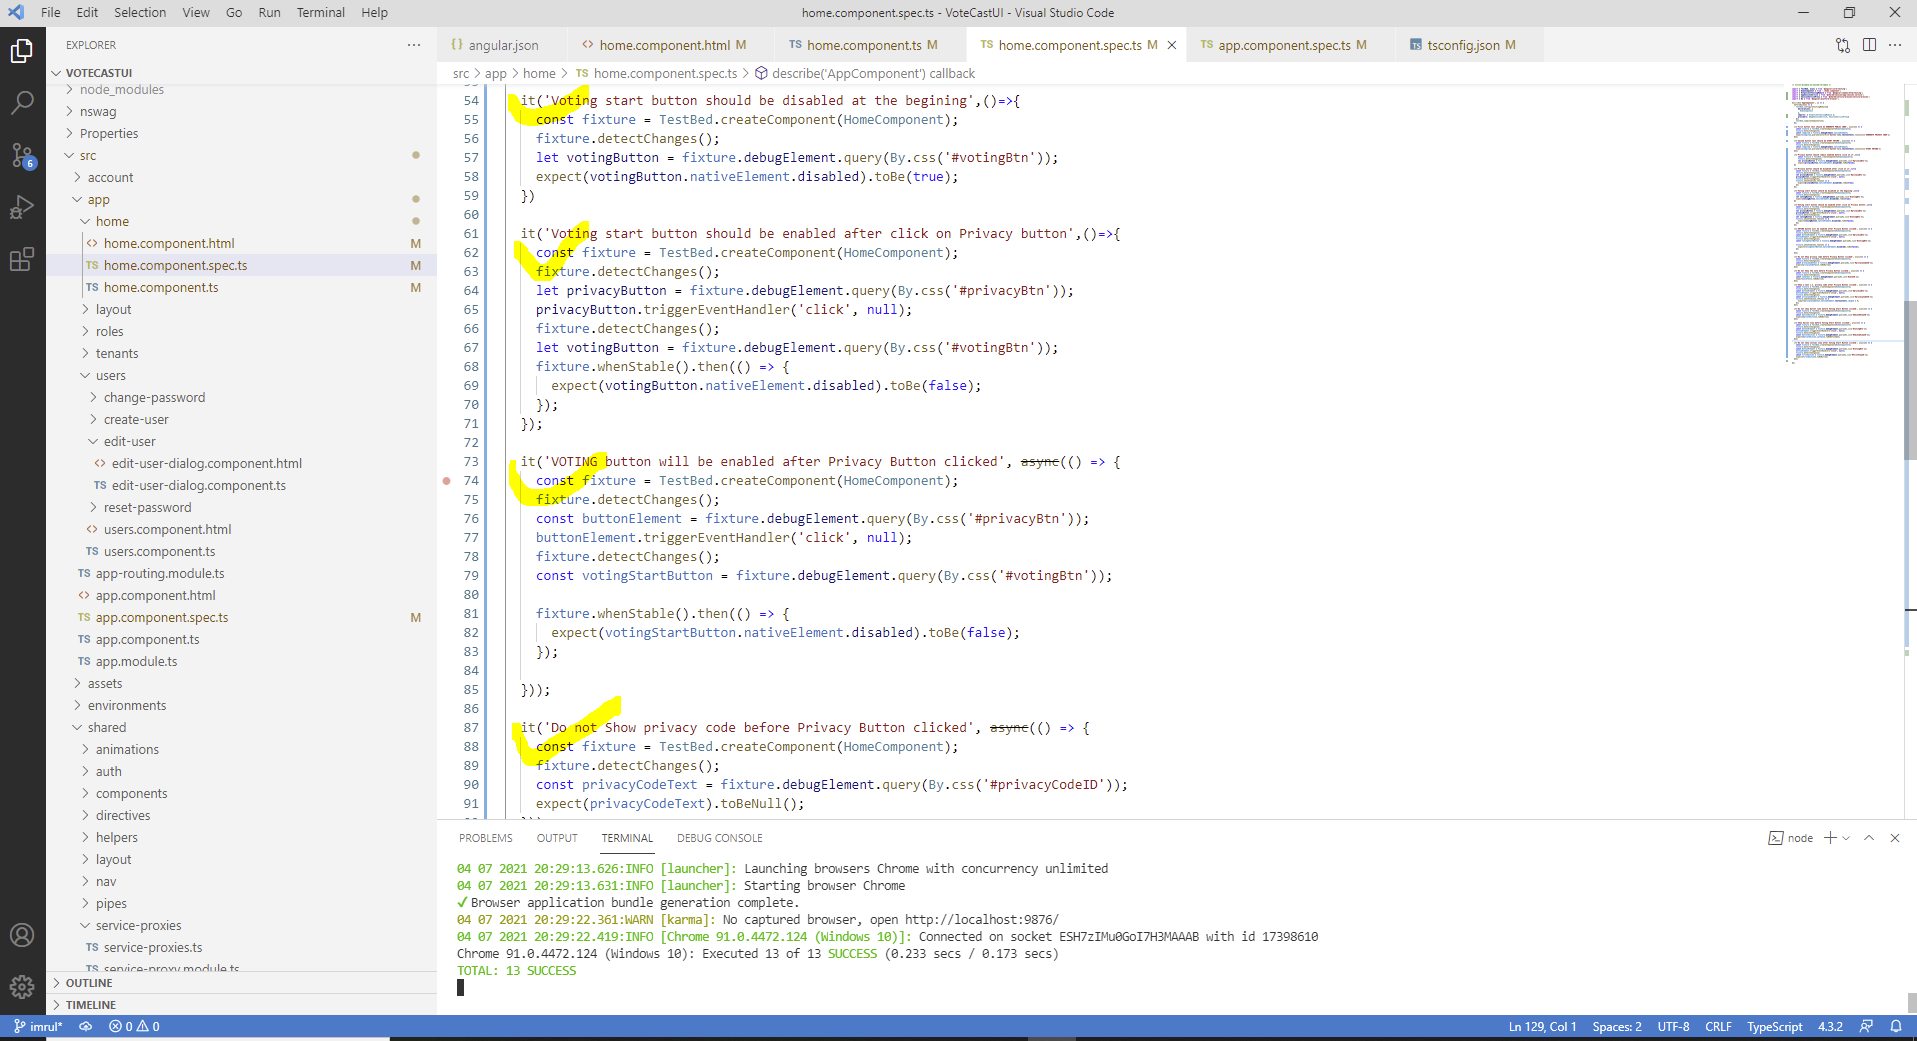 File Edit Selection View Go Run Terminal Help
home.component.spec.ts - VoteCastUI - Visual Studio Code
EXPLORER
{} angular.json
<> home.component.html M
TS home.component.ts M
TS home.component.spec.ts M
TS app.component.spec.ts M
tsconfig.json M
src > app > home > TS home.component.spec.ts > describe('AppComponent') callback
VOTECASTUI
node_modules
nswag
Properties
src
account
app
home
<> home.component.html M
TS home.component.spec.ts M
TS home.component.ts M
layout
roles
tenants
users
change-password
create-user
edit-user
<> edit-user-dialog.component.html
TS edit-user-dialog.component.ts
reset-password
<> users.component.html
TS users.component.ts
TS app-routing.module.ts
<> app.component.html
TS app.component.spec.ts M
TS app.component.ts
TS app.module.ts
assets
environments
shared
animations
auth
components
directives
helpers
layout
nav
pipes
service-proxies
TS service-proxies.ts
TS service-proxy.module.ts
OUTLINE
TIMELINE
6
54 it('Voting start button should be disabled at the begining',()=>{
55 const fixture = TestBed.createComponent(HomeComponent);
56 fixture.detectChanges();
57 let votingButton = fixture.debugElement.query(By.css('#votingBtn'));
58 expect(votingButton.nativeElement.disabled).toBe(true);
59 })
60
61 it('Voting start button should be enabled after click on Privacy button',()=>{
62 const fixture = TestBed.createComponent(HomeComponent);
63 fixture.detectChanges();
64 let privacyButton = fixture.debugElement.query(By.css('#privacyBtn'));
65 privacyButton.triggerEventHandler('click', null);
66 fixture.detectChanges();
67 let votingButton = fixture.debugElement.query(By.css('#votingBtn'));
68 fixture.whenStable().then(() => {
69 expect(votingButton.nativeElement.disabled).toBe(false);
70 });
71 });
72
73 it('VOTING button will be enabled after Privacy Button clicked', async(() => {
74 const fixture = TestBed.createComponent(HomeComponent);
75 fixture.detectChanges();
76 const buttonElement = fixture.debugElement.query(By.css('#privacyBtn'));
77 buttonElement.triggerEventHandler('click', null);
78 fixture.detectChanges();
79 const votingStartButton = fixture.debugElement.query(By.css('#votingBtn'));
80
81 fixture.whenStable().then(() => {
82 expect(votingStartButton.nativeElement.disabled).toBe(false);
83 });
84
85 }));
86
87 it('Do not Show privacy code before Privacy Button clicked', async(() => {
88 const fixture = TestBed.createComponent(HomeComponent);
89 fixture.detectChanges();
90 const privacyCodeText = fixture.debugElement.query(By.css('#privacyCodeID'));
91 expect(privacyCodeText).toBeNull();
PROBLEMS OUTPUT TERMINAL DEBUG CONSOLE
node
04 07 2021 20:29:13.626:INFO [launcher]: Launching browsers Chrome with concurrency unlimited
04 07 2021 20:29:13.631:INFO [launcher]: Starting browser Chrome
✔ Browser application bundle generation complete.
04 07 2021 20:29:22.361:WARN [karma]: No captured browser, open http://localhost:9876/
04 07 2021 20:29:22.419:INFO [Chrome 91.0.4472.124 (Windows 10)]: Connected on socket ESH7zIMu0GoI7H3MAAAB with id 17398610
Chrome 91.0.4472.124 (Windows 10): Executed 13 of 13 SUCCESS (0.233 secs / 0.173 secs)
TOTAL: 13 SUCCESS
imrul* 0 0
Ln 129, Col 1 Spaces: 2 UTF-8 CRLF TypeScript 4.3.2